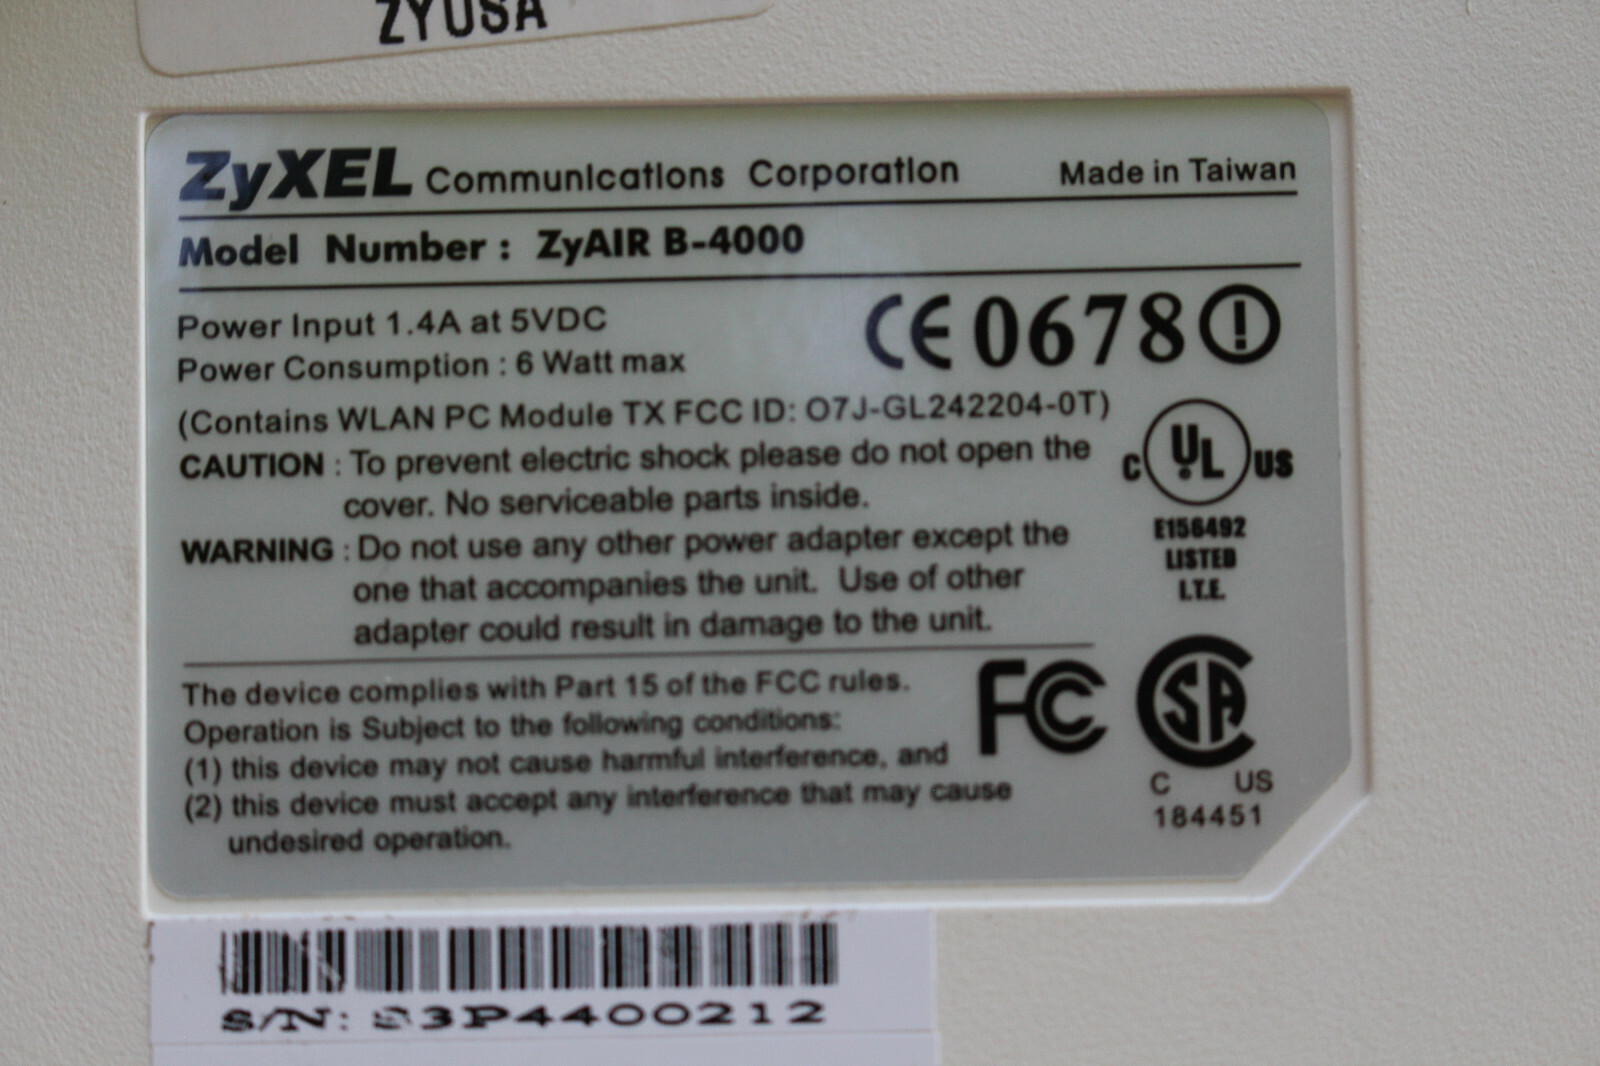 ZYUSA
ZyXEL Communications Corporation Made in Taiwan
Model Number : ZyAIR B-4000
Power Input 1.4A at 5VDC
Power Consumption : 6 Watt max
CE 0678
(Contains WLAN PC Module TX FCC ID: O7J-GL242204-0T)
CAUTION : To prevent electric shock please do not open the
cover. No serviceable parts inside.
WARNING : Do not use any other power adapter except the
one that accompanies the unit. Use of other
adapter could result in damage to the unit.
C UL US
E156492
LISTED
I.T.E.
The device complies with Part 15 of the FCC rules.
Operation is Subject to the following conditions:
(1) this device may not cause harmful interference, and
(2) this device must accept any interference that may cause
undesired operation.
FC
SA
C US
184451
S/N: